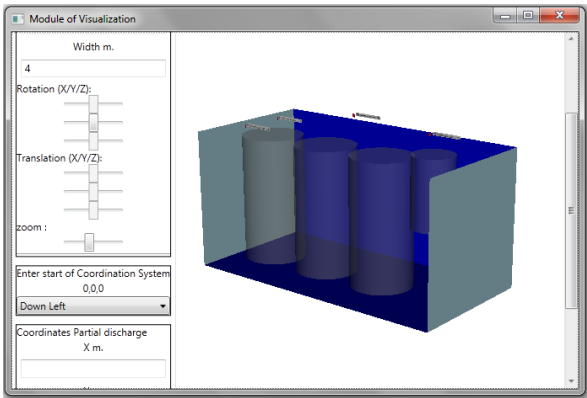 Module of Visualization
Width m.
4
Rotation (X/Y/Z):
Translation (X/Y/Z):
zoom :
Enter start of Coordination System
0,0,0
Down Left
Coordinates Partial discharge
X m.